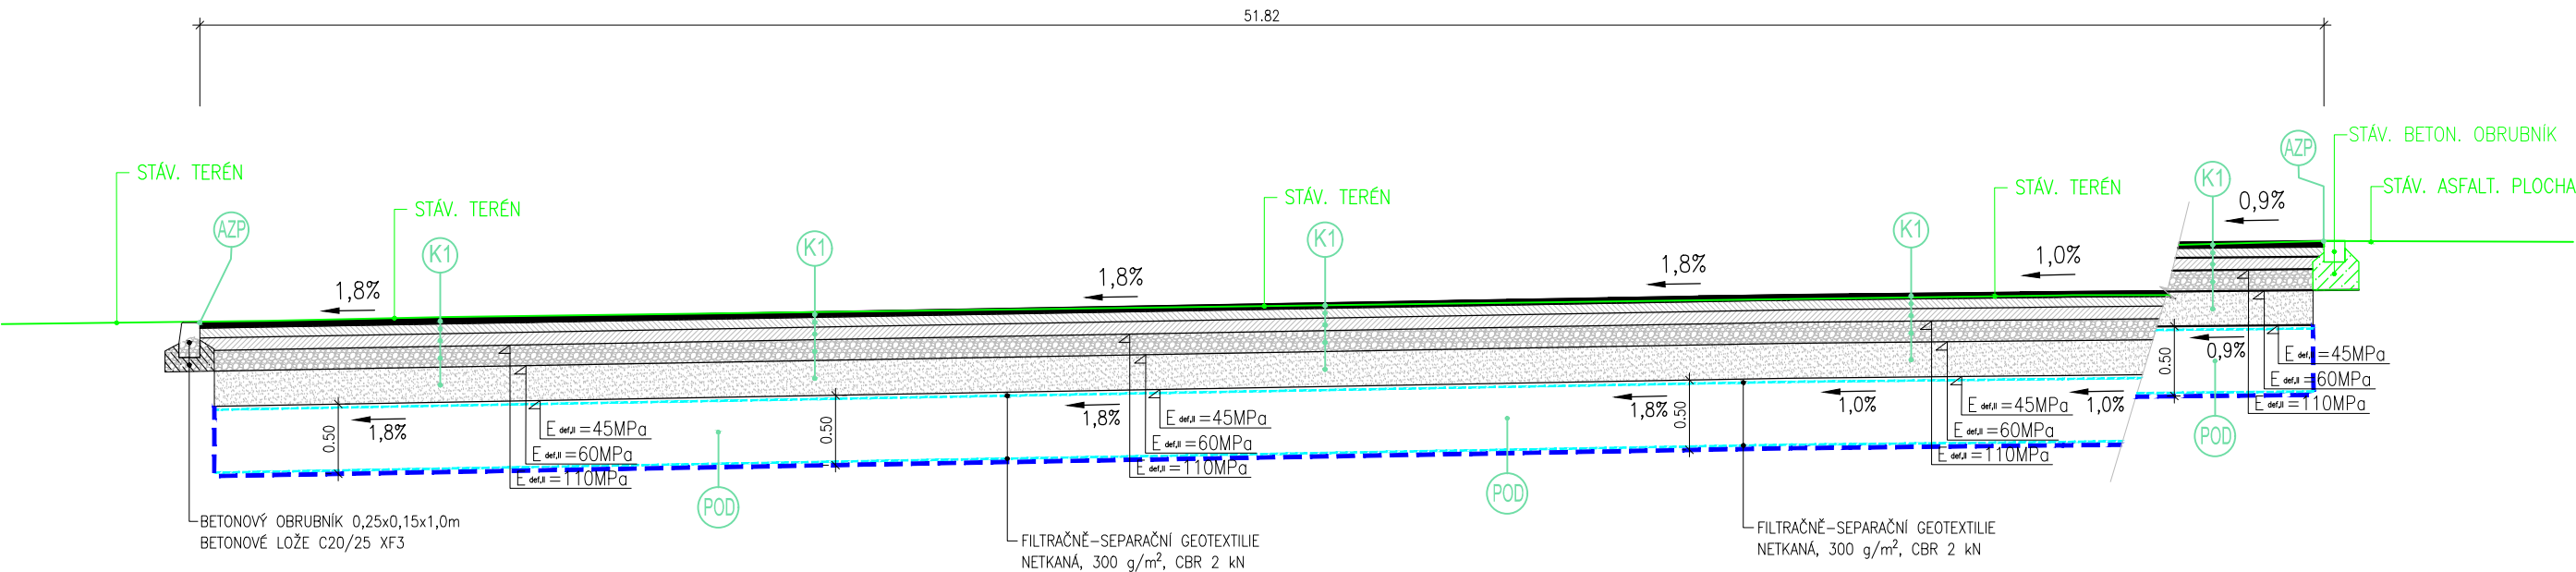 51.82
STÁV. TERÉN
STÁV. TERÉN
STÁV. TERÉN
STÁV. TERÉN
STÁV. BETON. OBRUBNÍK
STÁV. ASFALT. PLOCHA
AZP
K1
K1
K1
K1
K1
AZP
1,8%
1,8%
1,8%
1,0%
0,9%
0.50
1,8%
0.50
1,8%
1,8%
0.50
1,0%
1,0%
0.50
0,9%
E def,II =45MPa
E def,II =60MPa
E def,II =110MPa
E def,II =45MPa
E def,II =60MPa
E def,II =110MPa
E def,II =45MPa
E def,II =60MPa
E def,II =110MPa
E def,II =45MPa
E def,II =60MPa
E def,II =110MPa
POD
POD
POD
BETONOVÝ OBRUBNÍK 0,25x0,15x1,0m
BETONOVÉ LOŽE C20/25 XF3
FILTRAČNĚ-SEPARAČNÍ GEOTEXTILIE
NETKANÁ, 300 g/m², CBR 2 kN
FILTRAČNĚ-SEPARAČNÍ GEOTEXTILIE
NETKANÁ, 300 g/m², CBR 2 kN